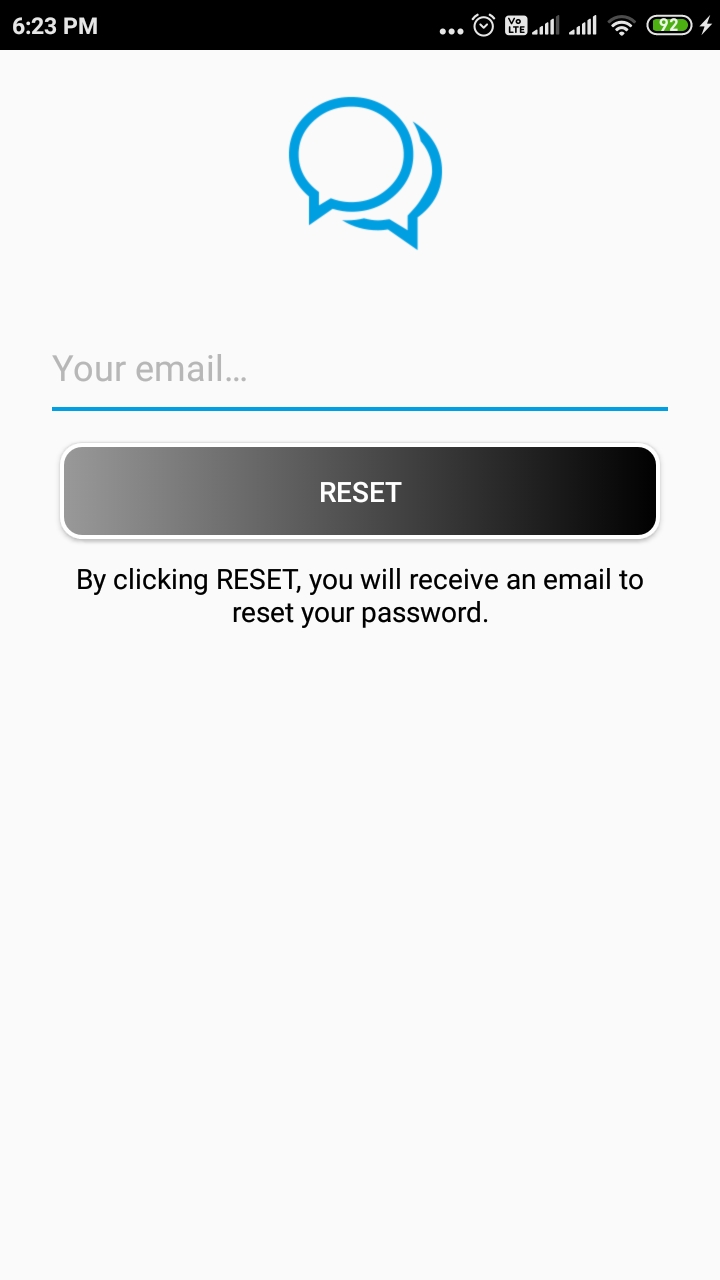 6:23 PM
Vo
LTE
92
Your email...
RESET
By clicking RESET, you will receive an email to
reset your password.